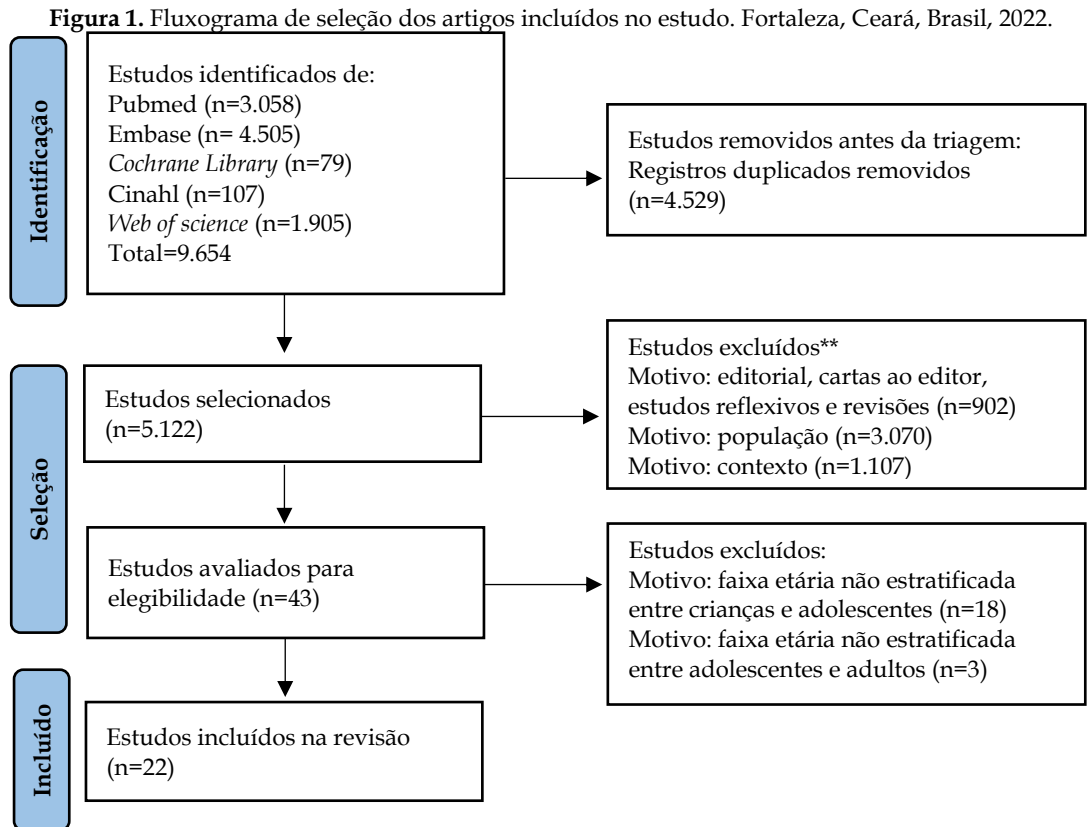 Figura 1. Fluxograma de seleção dos artigos incluídos no estudo. Fortaleza, Ceará, Brasil, 2022.
Identificação
Estudos identificados de:
Pubmed (n=3.058)
Embase (n= 4.505)
Cochrane Library (n=79)
Cinahl (n=107)
Web of science (n=1.905)
Total=9.654
Estudos removidos antes da triagem:
Registros duplicados removidos
(n=4.529)
Seleção
Estudos selecionados
(n=5.122)
Estudos excluídos**
Motivo: editorial, cartas ao editor,
estudos reflexivos e revisões (n=902)
Motivo: população (n=3.070)
Motivo: contexto (n=1.107)
Estudos avaliados para
elegibilidade (n=43)
Estudos excluídos:
Motivo: faixa etária não estratificada
entre crianças e adolescentes (n=18)
Motivo: faixa etária não estratificada
entre adolescentes e adultos (n=3)
Incluído
Estudos incluídos na revisão
(n=22)